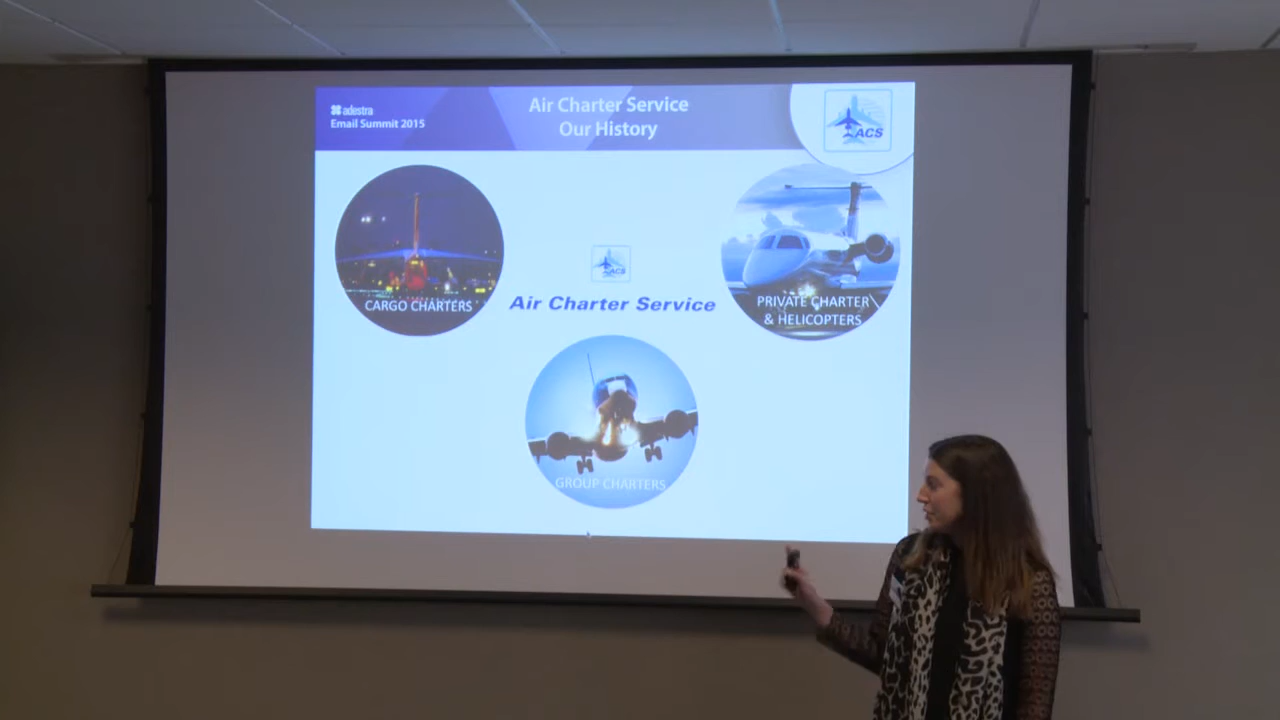 adestra
Email Summit 2015
Air Charter Service
Our History
ACS
CARGO CHARTERS
ACS
Air Charter Service
PRIVATE CHARTER
& HELICOPTERS
GROUP CHARTERS